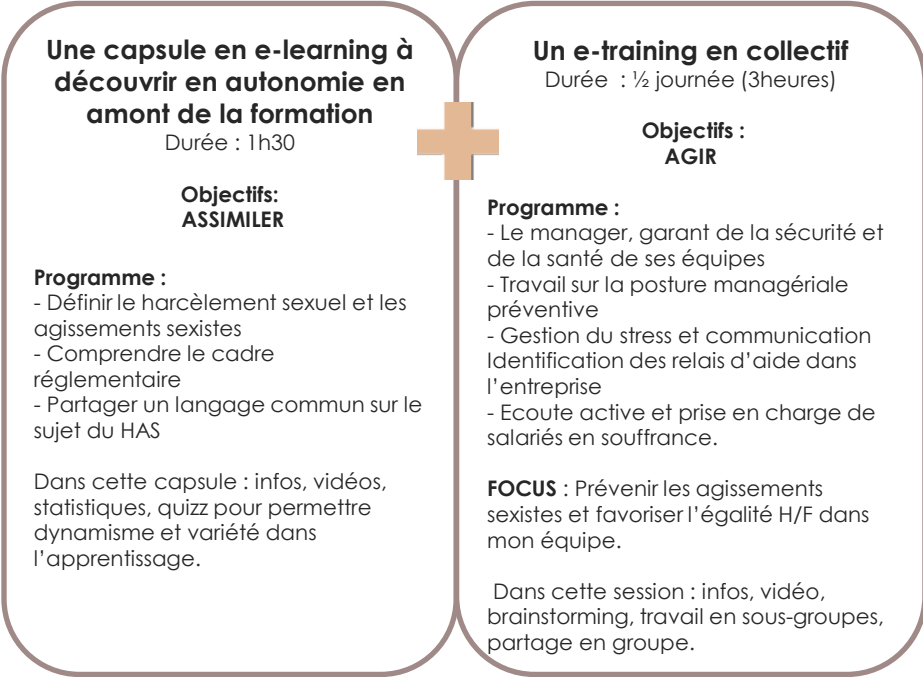 Une capsule en e-learning à
découvrir en autonomie en
amont de la formation
Durée : 1h30
Objectifs:
ASSIMILER
Programme :
- Définir le harcèlement sexuel et les
agissements sexistes
- Comprendre le cadre
réglementaire
- Partager un langage commun sur le
sujet du HAS
Dans cette capsule : infos, vidéos,
statistiques, quizz pour permettre
dynamisme et variété dans
l'apprentissage.
Un e-training en collectif
Durée : ½ journée (3heures)
Objectifs :
AGIR
Programme :
- Le manager, garant de la sécurité et
de la santé de ses équipes
- Travail sur la posture managériale
préventive
- Gestion du stress et communication
Identification des relais d'aide dans
l'entreprise
- Ecoute active et prise en charge de
salariés en souffrance.
FOCUS : Prévenir les agissements
sexistes et favoriser l'égalité H/F dans
mon équipe.
Dans cette session : infos, vidéo,
brainstorming, travail en sous-groupes,
partage en groupe.